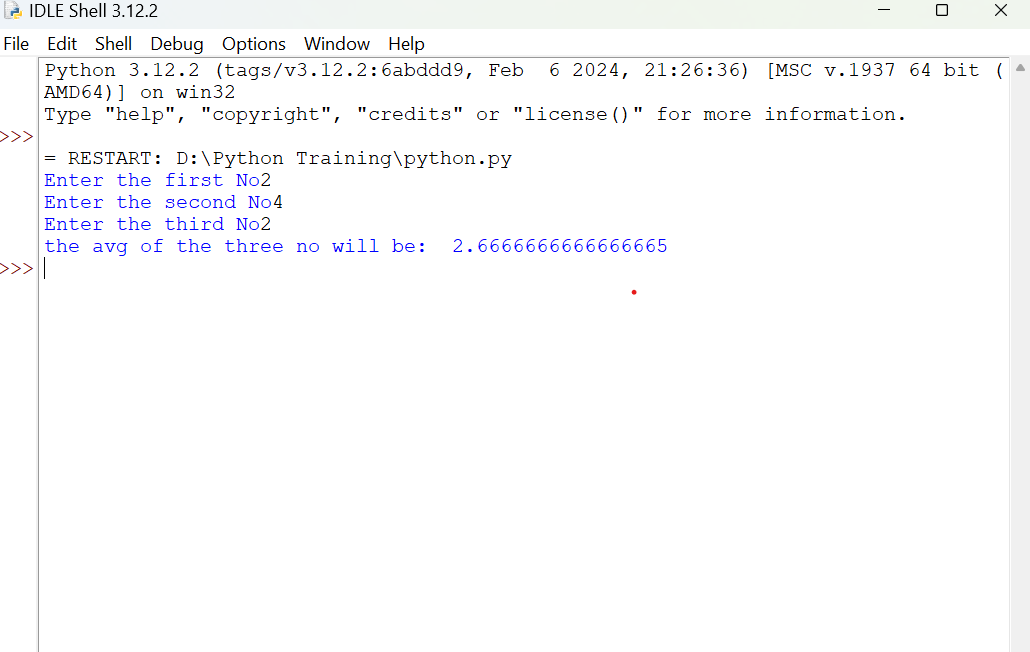 IDLE Shell 3.12.2
File Edit Shell Debug Options Window Help
Python 3.12.2 (tags/v3.12.2:6abddd9, Feb  6 2024, 21:26:36) [MSC v.1937 64 bit (
AMD64)] on win32
Type "help", "copyright", "credits" or "license()" for more information.
>>>
= RESTART: D:\Python Training\python.py
Enter the first No2
Enter the second No4
Enter the third No2
the avg of the three no will be:  2.6666666666666665
>>>